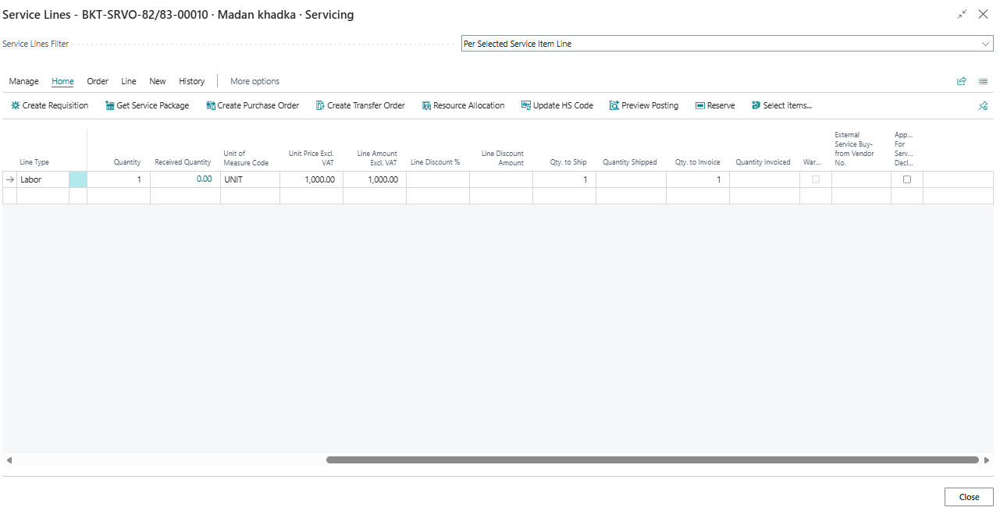 Service Lines - BKT-SRVO-82/83-00010 · Madan khadka · Servicing
Service Lines Filter
Per Selected Service Item Line
Manage Home Order Line New History More options
Create Requisition Get Service Package Create Purchase Order Create Transfer Order Resource Allocation Update HS Code Preview Posting Reserve Select items...
Line Type
Quantity
Received Quantity
Unit of
Measure Code
Unit Price Excl.
VAT
Line Amount
Excl. VAT
Line Discount %
Line Discount
Amount
Qty. to Ship
Quantity Shipped
Qty. to Invoice
Quantity Invoiced
War...
External
Service Buy-
from Vendor
No.
App...
For
Serv...
Decl...
Labor 1 0.00 UNIT 1,000.00 1,000.00 1 1
Close